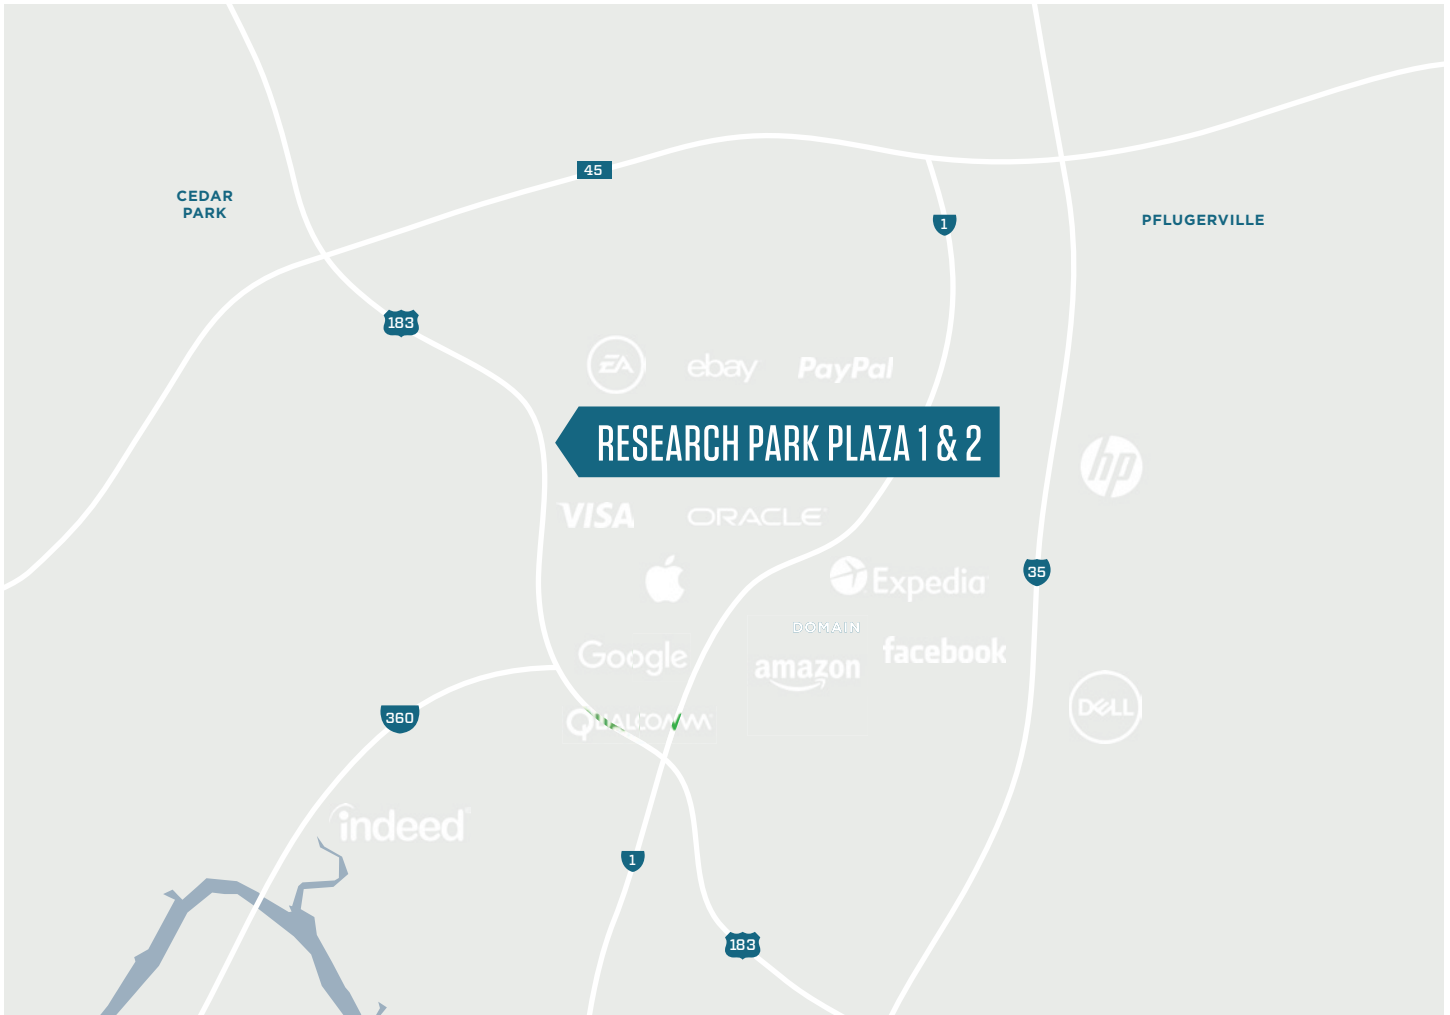 45
CEDAR
PARK
1
PFLUGERVILLE
183
EA
ebay
PayPal
RESEARCH PARK PLAZA 1 & 2
hp
VISA
ORACLE
35
Expedia
DOMAIN
Google
amazon
facebook
360
QUALCOMM
DELL
indeed
1
183